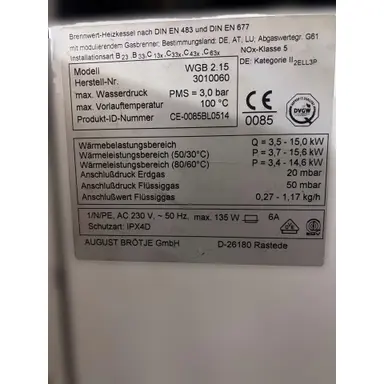 Brennwert-Heizkessel nach DIN EN 483 und DIN EN 677
mit modulierendem Gasbrenner; Bestimmungsland: DE, AT, LU; Abgaswertegr. G61
Installationsart B23, B33, C13x, C33x, C43x, C63x NOx-Klasse 5
Modell WGB 2.15 DE: Kategorie II2ELL3P
Herstell-Nr. 3010060
max. Wasserdruck PMS = 3,0 bar
max. Vorlauftemperatur 100 °C
Produkt-ID-Nummer CE-0085BL0514
CE
0085
DVGW
Wärmebelastungsbereich Q = 3,5 - 15,0 kW
Wärmeleistungsbereich (50/30°C) P = 3,7 - 15,6 kW
Wärmeleistungsbereich (80/60°C) P = 3,4 - 14,6 kW
Anschlußdruck Erdgas 20 mbar
Anschlußdruck Flüssiggas 50 mbar
Anschlußwert Flüssiggas 0,27 - 1,17 kg/h
1/N/PE, AC 230 V, ~ 50 Hz, max. 135 W 6A
Schutzart: IPX4D
AUGUST BRÖTJE GmbH D-26180 Rastede